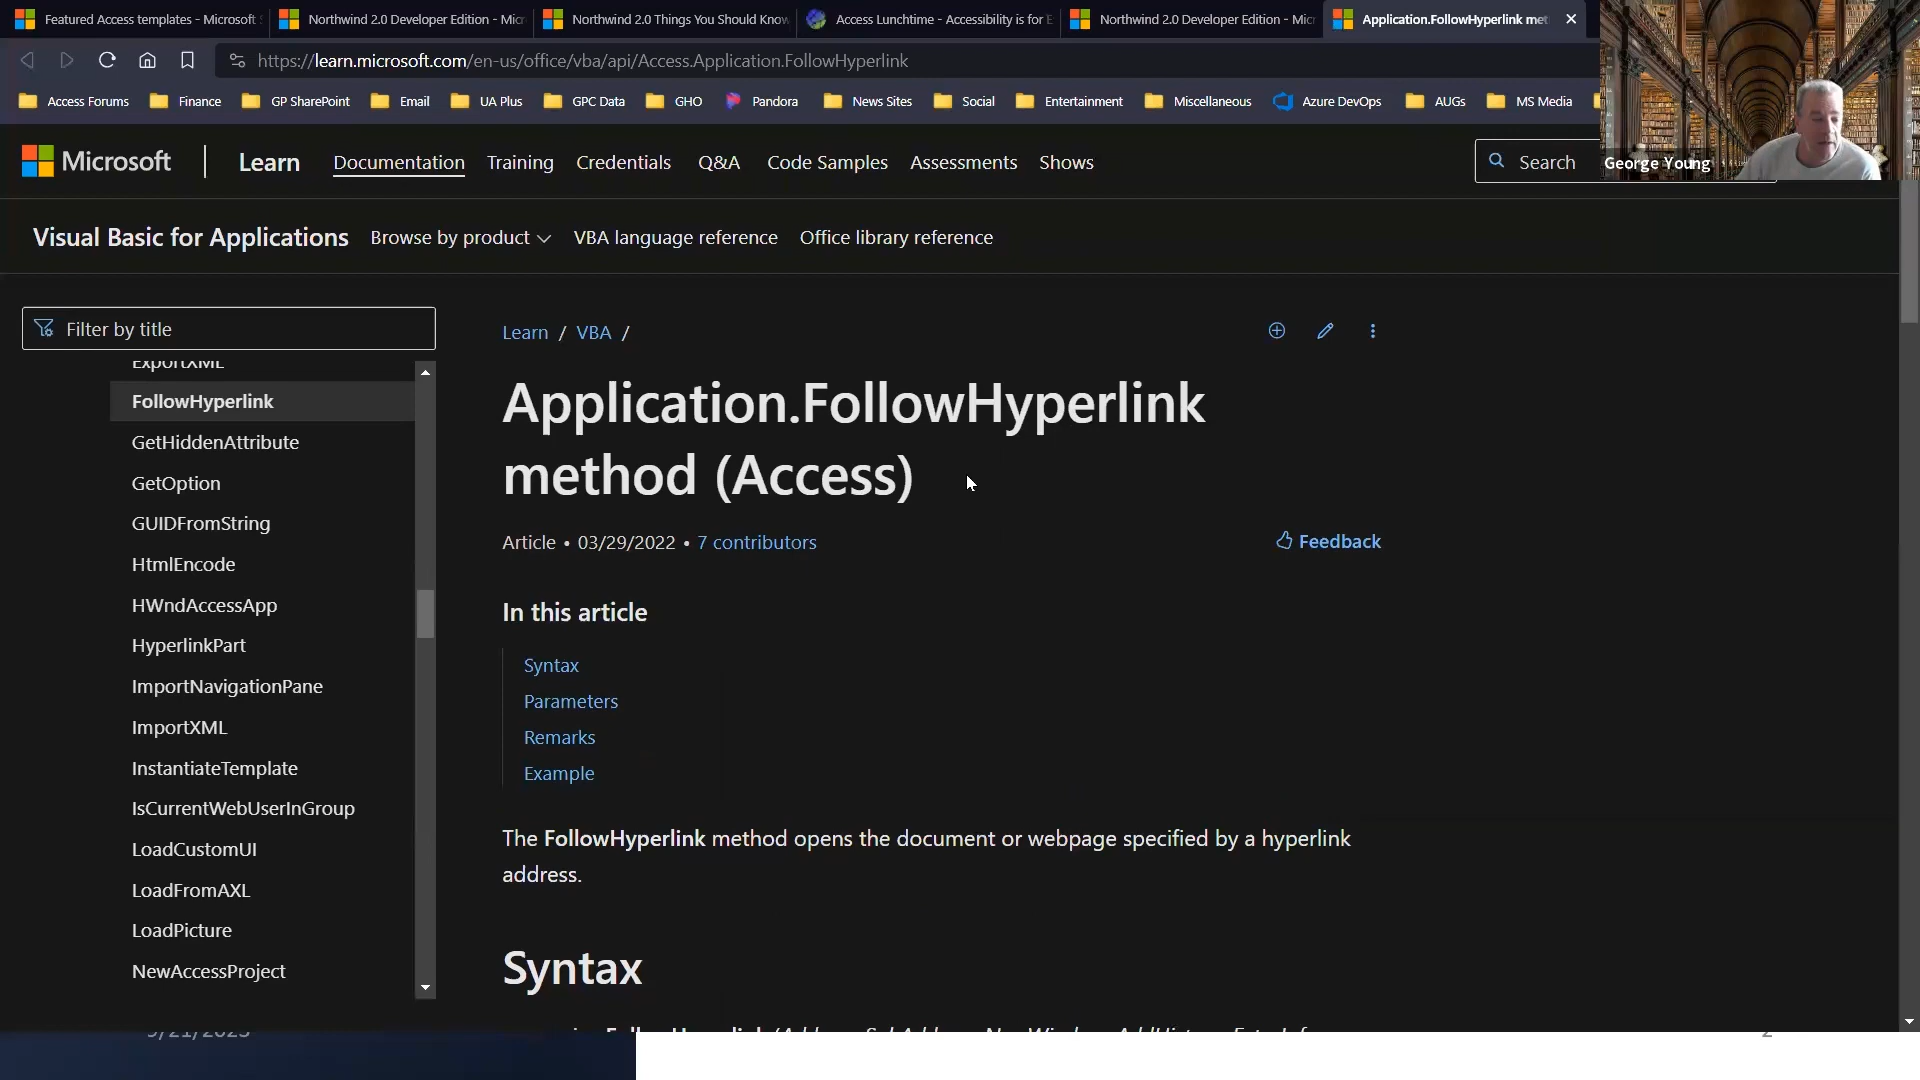 Featured Access templates - Microsoft S
Northwind 2.0 Developer Edition - Micr
Northwind 2.0 Things You Should Know
Access Lunchtime - Accessibility is for E
Northwind 2.0 Developer Edition - Micr
Application.FollowHyperlink met
https://learn.microsoft.com/en-us/office/vba/api/Access.Application.FollowHyperlink
Access Forums
Finance
GP SharePoint
Email
UA Plus
GPC Data
GHO
Pandora
News Sites
Social
Entertainment
Miscellaneous
Azure DevOps
AUGs
MS Media
Microsoft
Learn
Documentation
Training
Credentials
Q&A
Code Samples
Assessments
Shows
Search
George Young
Visual Basic for Applications
Browse by product
VBA language reference
Office library reference
Filter by title
ExportXML
FollowHyperlink
GetHiddenAttribute
GetOption
GUIDFromString
HtmlEncode
HWndAccessApp
HyperlinkPart
ImportNavigationPane
ImportXML
InstantiateTemplate
IsCurrentWebUserInGroup
LoadCustomUI
LoadFromAXL
LoadPicture
NewAccessProject
Learn / VBA /
Application.FollowHyperlink
method (Access)
Article • 03/29/2022 • 7 contributors
Feedback
In this article
Syntax
Parameters
Remarks
Example
The FollowHyperlink method opens the document or webpage specified by a hyperlink
address.
Syntax
9/21/2023
2